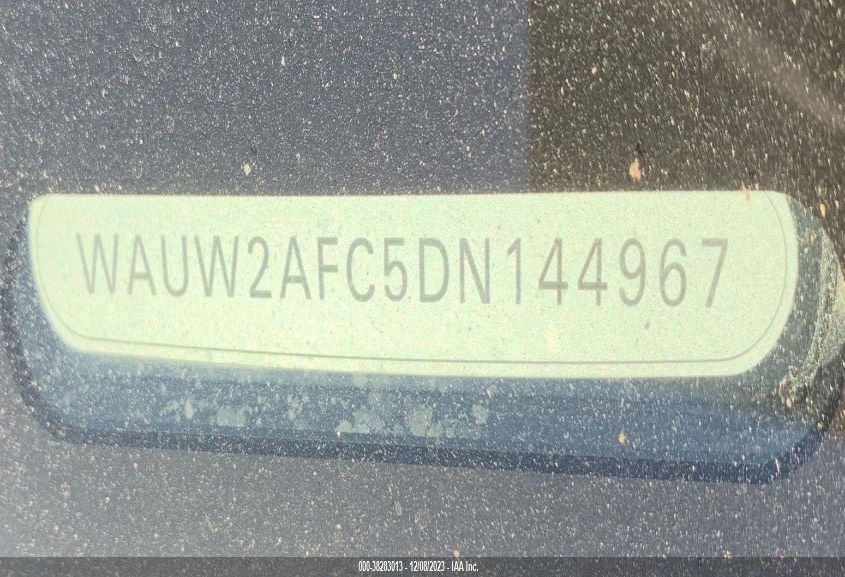 WAUW2AFC5DN144967
000-38283013 - 12/08/2023 - IAA Inc.